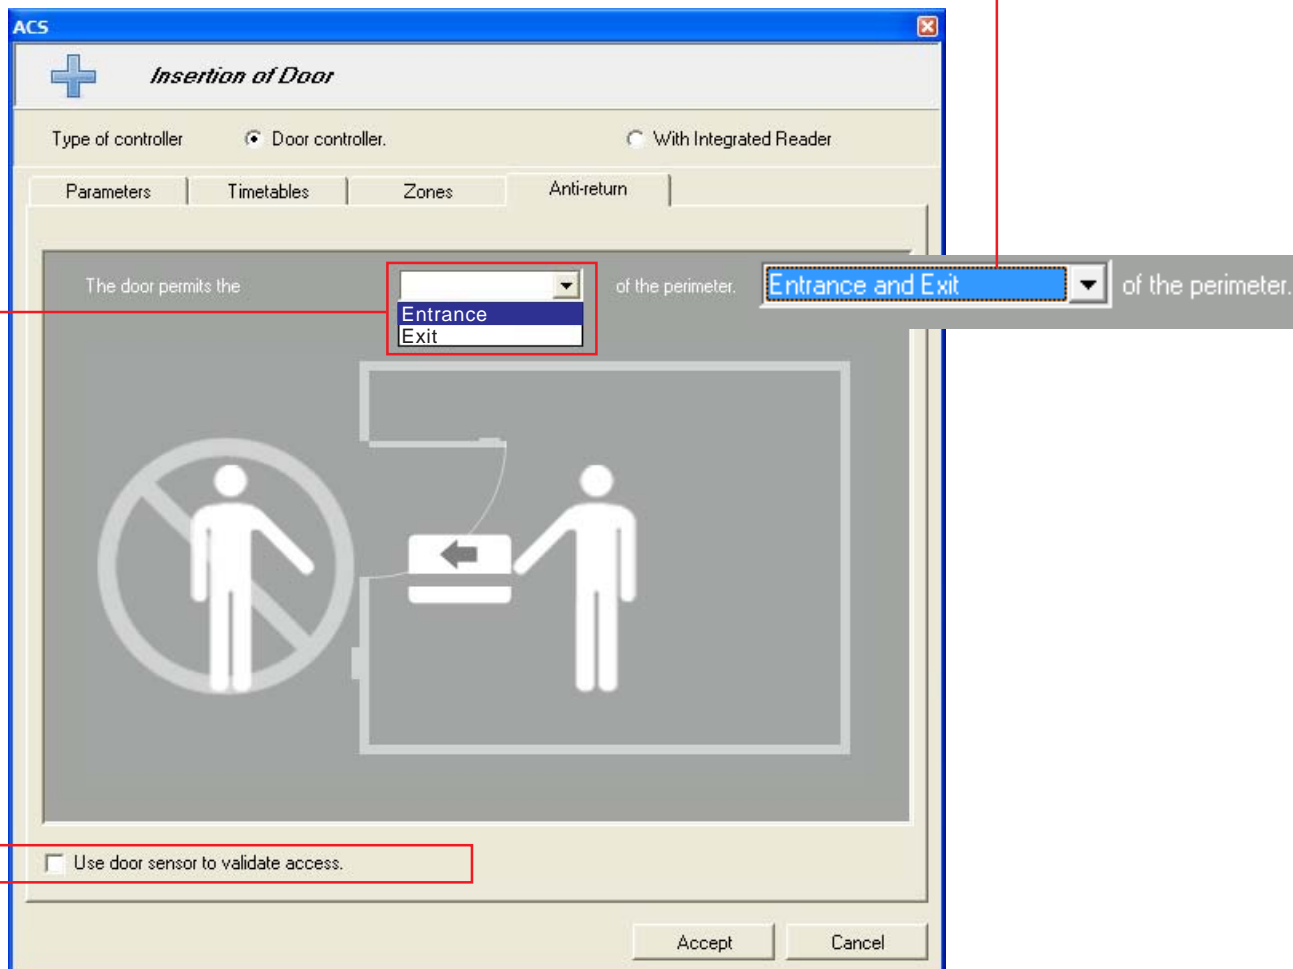 ACS
Insertion of Door
Type of controller Door controller. With Integrated Reader
Parameters Timetables Zones Anti-return
The door permits the of the perimeter. Entrance and Exit of the perimeter.
Entrance
Exit
Use door sensor to validate access.
Accept Cancel